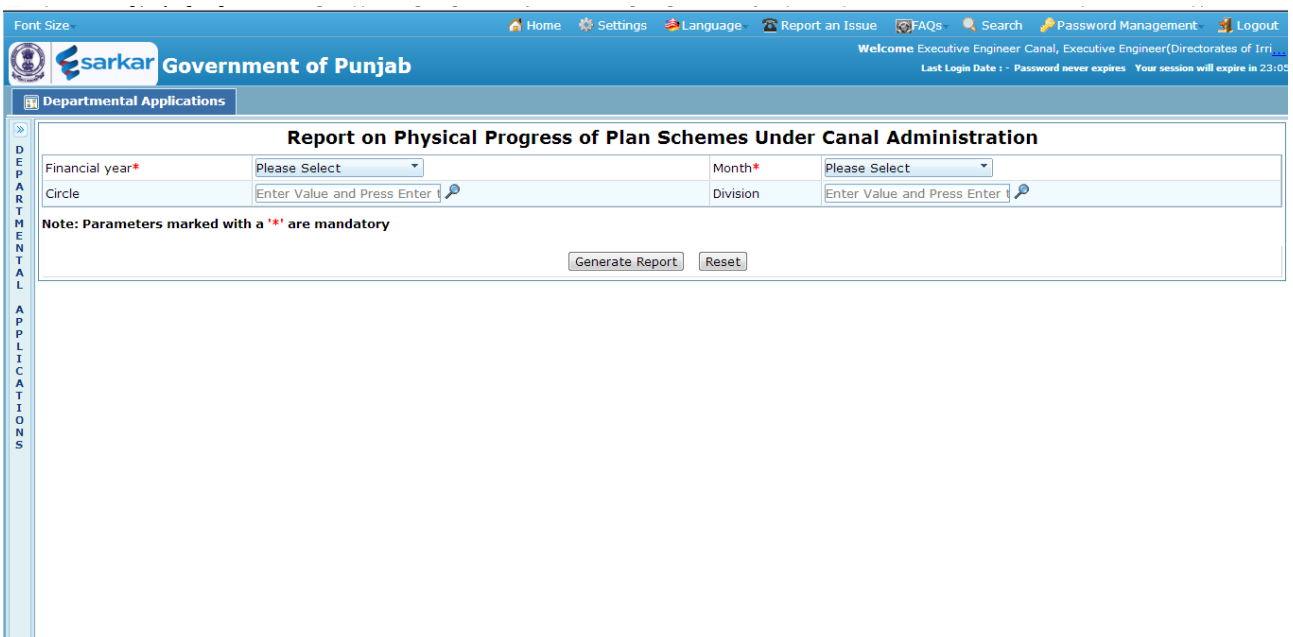 Font Size Home Settings Language Report an Issue FAQs Search Password Management Logout
sarkar Government of Punjab
Welcome Executive Engineer Canal, Executive Engineer(Directorates of Irri...
Last Login Date : - Password never expires Your session will expire in 23:05
Departmental Applications
DEPARTMENTAL APPLICATIONS
Report on Physical Progress of Plan Schemes Under Canal Administration
Financial year* Please Select Month* Please Select
Circle Enter Value and Press Enter Division Enter Value and Press Enter
Note: Parameters marked with a '*' are mandatory
Generate Report Reset